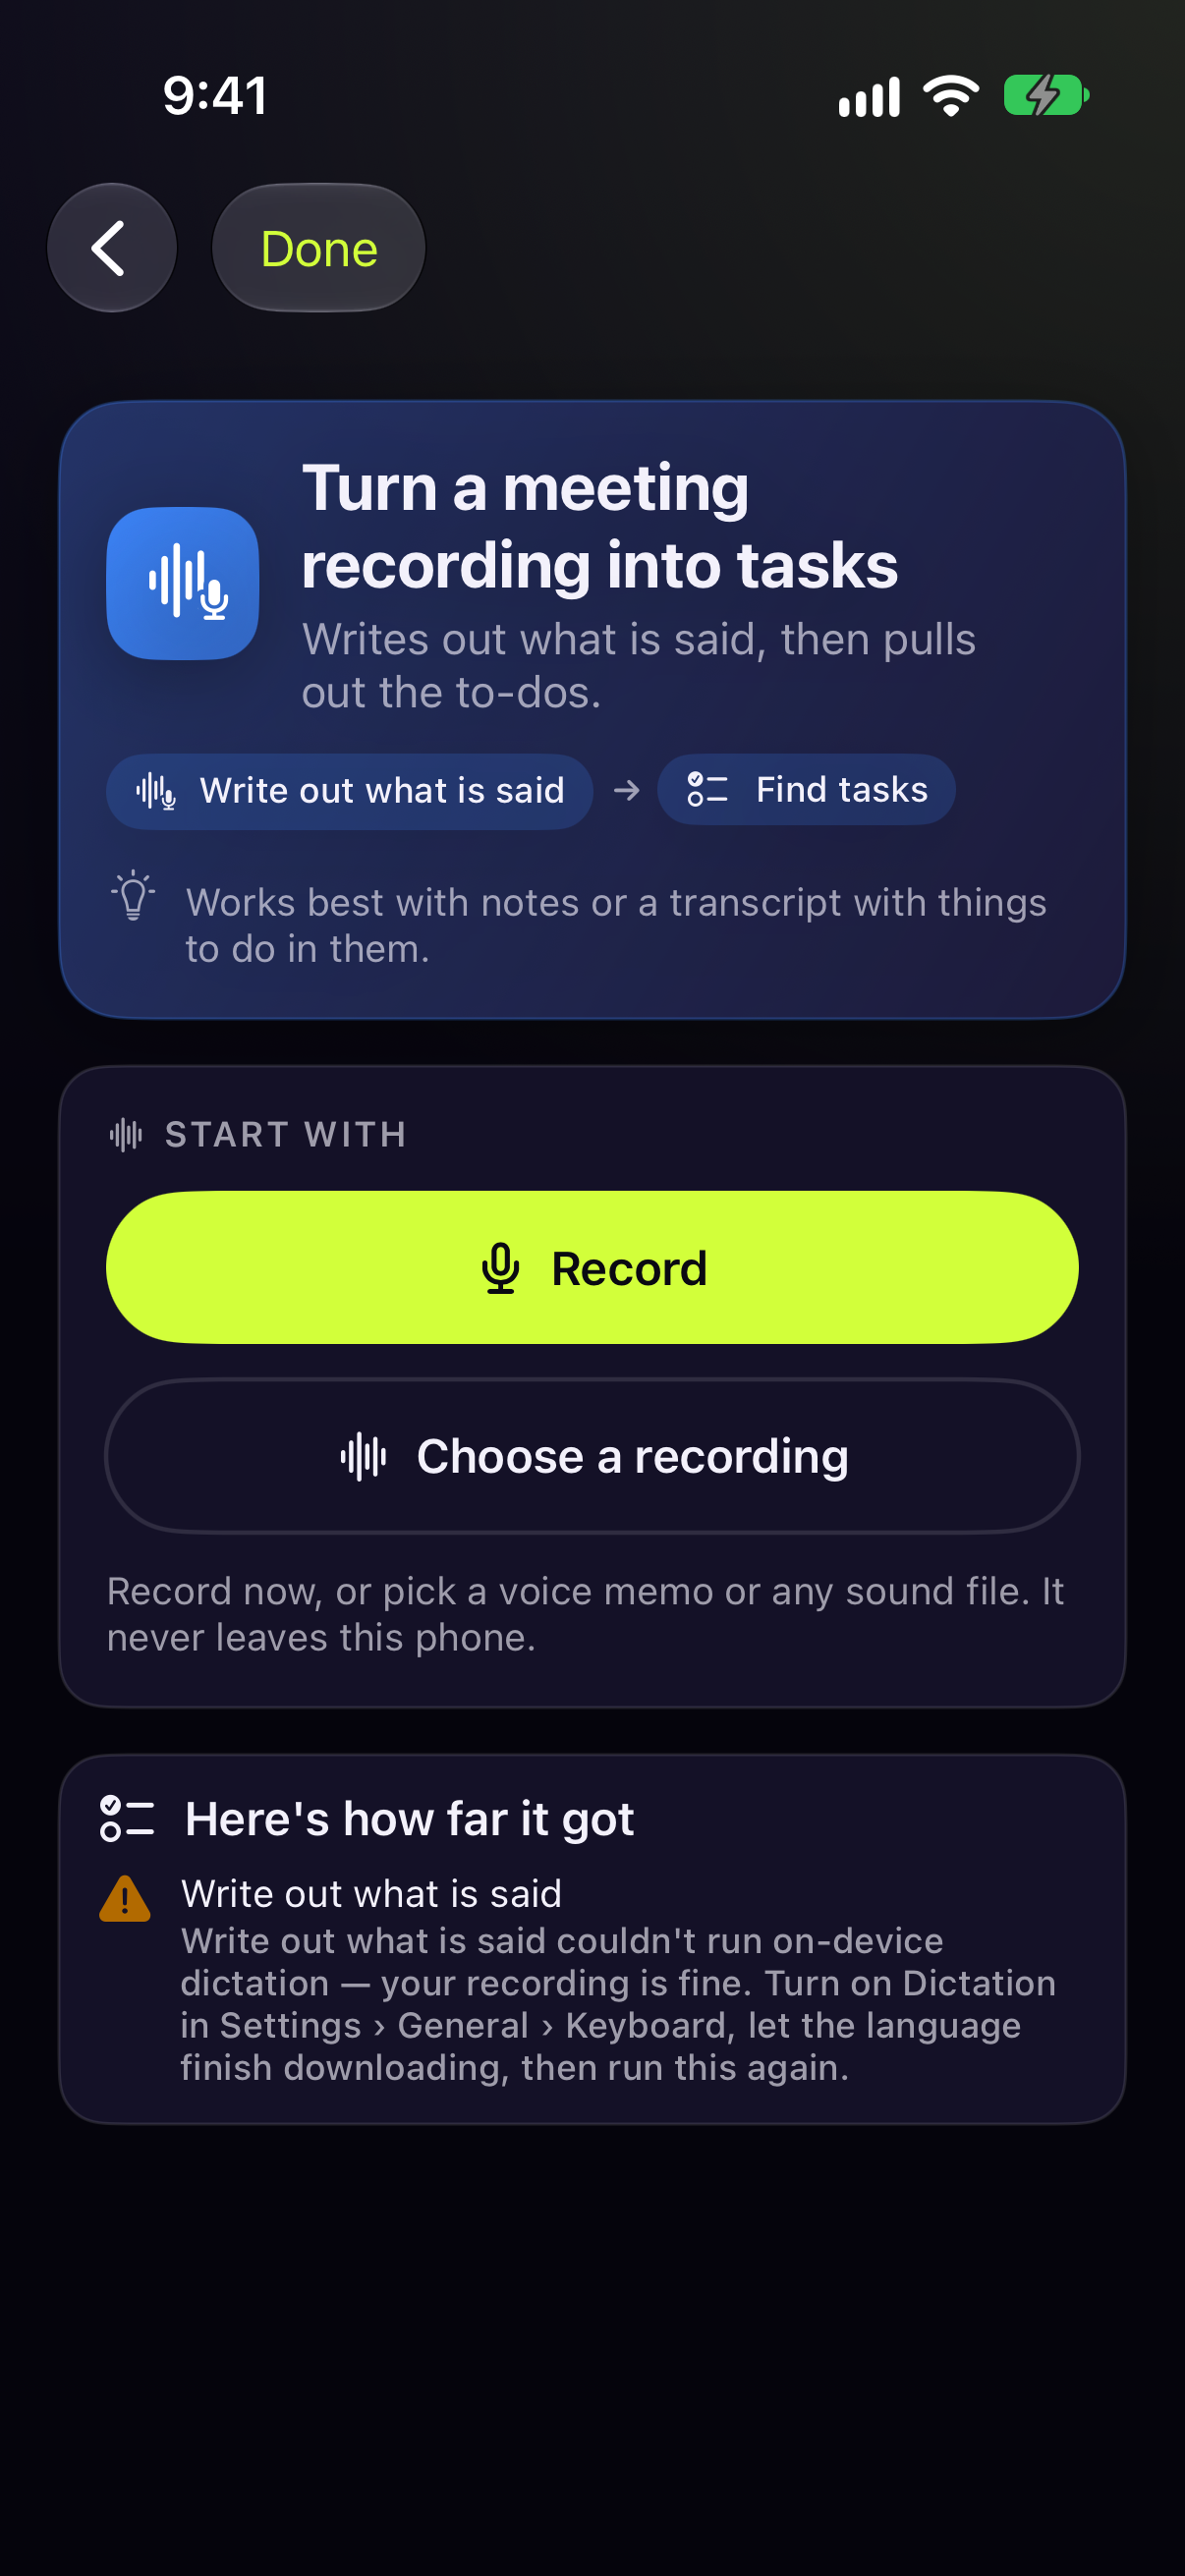 9:41
Done
Turn a meeting
recording into tasks
Writes out what is said, then pulls
out the to-dos.
Write out what is said → Find tasks
Works best with notes or a transcript with things
to do in them.
START WITH
Record
Choose a recording
Record now, or pick a voice memo or any sound file. It
never leaves this phone.
Here's how far it got
Write out what is said
Write out what is said couldn't run on-device
dictation — your recording is fine. Turn on Dictation
in Settings › General › Keyboard, let the language
finish downloading, then run this again.